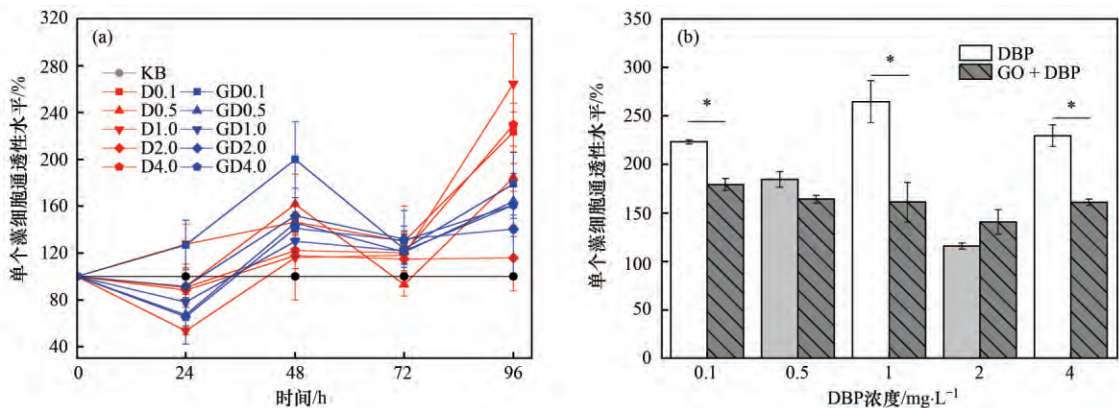 (a)
单个藻细胞通透性水平/%
320
280
240
200
160
120
80
40
KB
D0.1 GD0.1
D0.5 GD0.5
D1.0 GD1.0
D2.0 GD2.0
D4.0 GD4.0
0 24 48 72 96
时间/h
(b)
单个藻细胞通透性水平/%
350
300
250
200
150
100
50
0
DBP
GO + DBP
*
*
*
0.1 0.5 1 2 4
DBP浓度/mg·L⁻¹